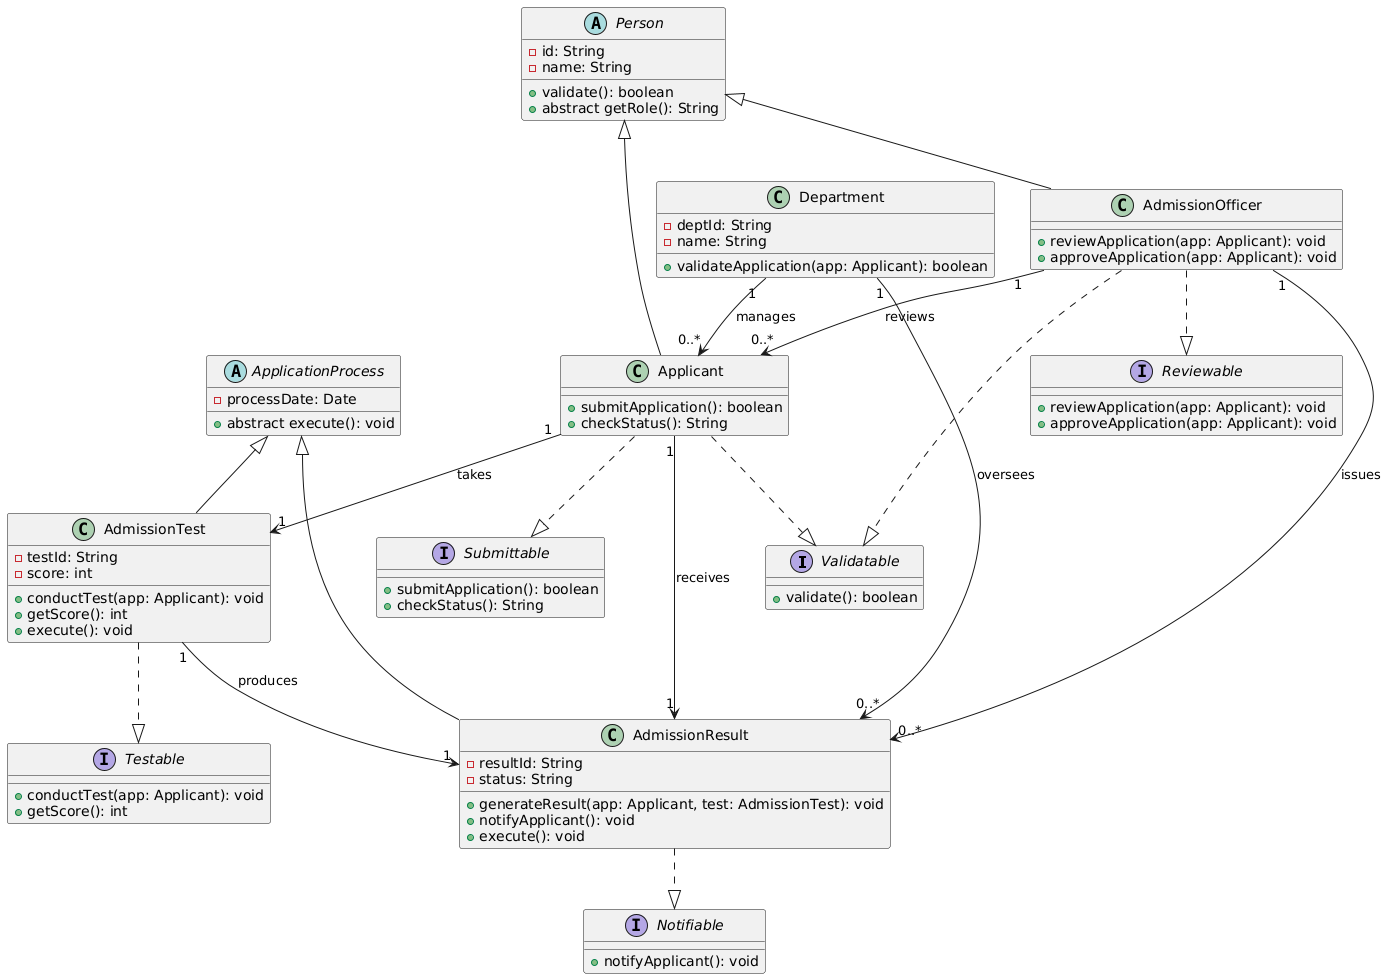 A Person
id: String
name: String
validate(): boolean
abstract getRole(): String
C Department
deptId: String
name: String
validateApplication(app: Applicant): boolean
C AdmissionOfficer
reviewApplication(app: Applicant): void
approveApplication(app: Applicant): void
1
1
1
1
manages
reviews
0..*
0..*
A ApplicationProcess
processDate: Date
abstract execute(): void
C Applicant
submitApplication(): boolean
checkStatus(): String
I Reviewable
reviewApplication(app: Applicant): void
approveApplication(app: Applicant): void
1
1
takes
oversees
issues
1
C AdmissionTest
testId: String
score: int
conductTest(app: Applicant): void
getScore(): int
execute(): void
I Submittable
submitApplication(): boolean
checkStatus(): String
receives
I Validatable
validate(): boolean
1
produces
1
1
0..*
0..*
I Testable
conductTest(app: Applicant): void
getScore(): int
C AdmissionResult
resultId: String
status: String
generateResult(app: Applicant, test: AdmissionTest): void
notifyApplicant(): void
execute(): void
I Notifiable
notifyApplicant(): void